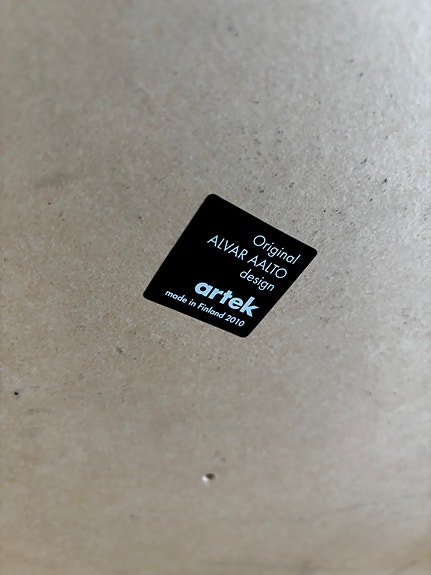 Original
ALVAR AALTO
design
artek
made in Finland 2010